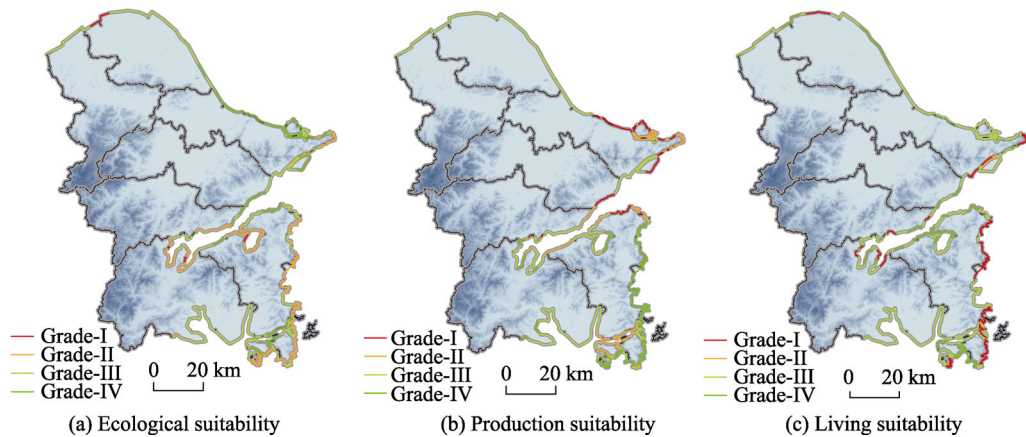 Grade-I
Grade-II
Grade-III
Grade-IV
0 20 km
(a) Ecological suitability
Grade-I
Grade-II
Grade-III
Grade-IV
0 20 km
(b) Production suitability
Grade-I
Grade-II
Grade-III
Grade-IV
0 20 km
(c) Living suitability